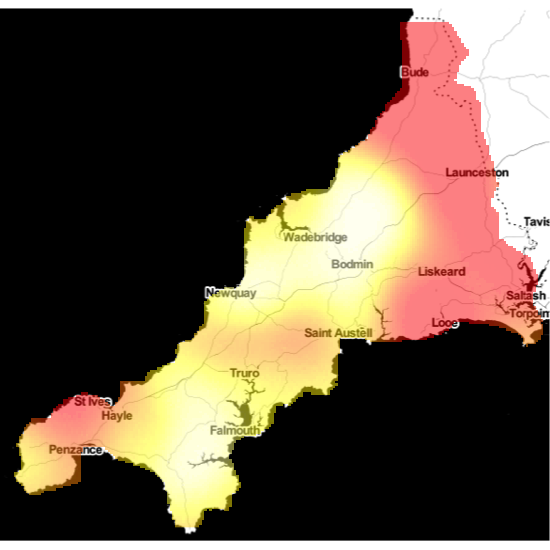 Bude
Launceston
Tavis
Wadebridge
Bodmin
Liskeard
Newquay
Saltash
Torpoin
Looe
Saint Austell
Truro
St Ives
Hayle
Falmouth
Penzance